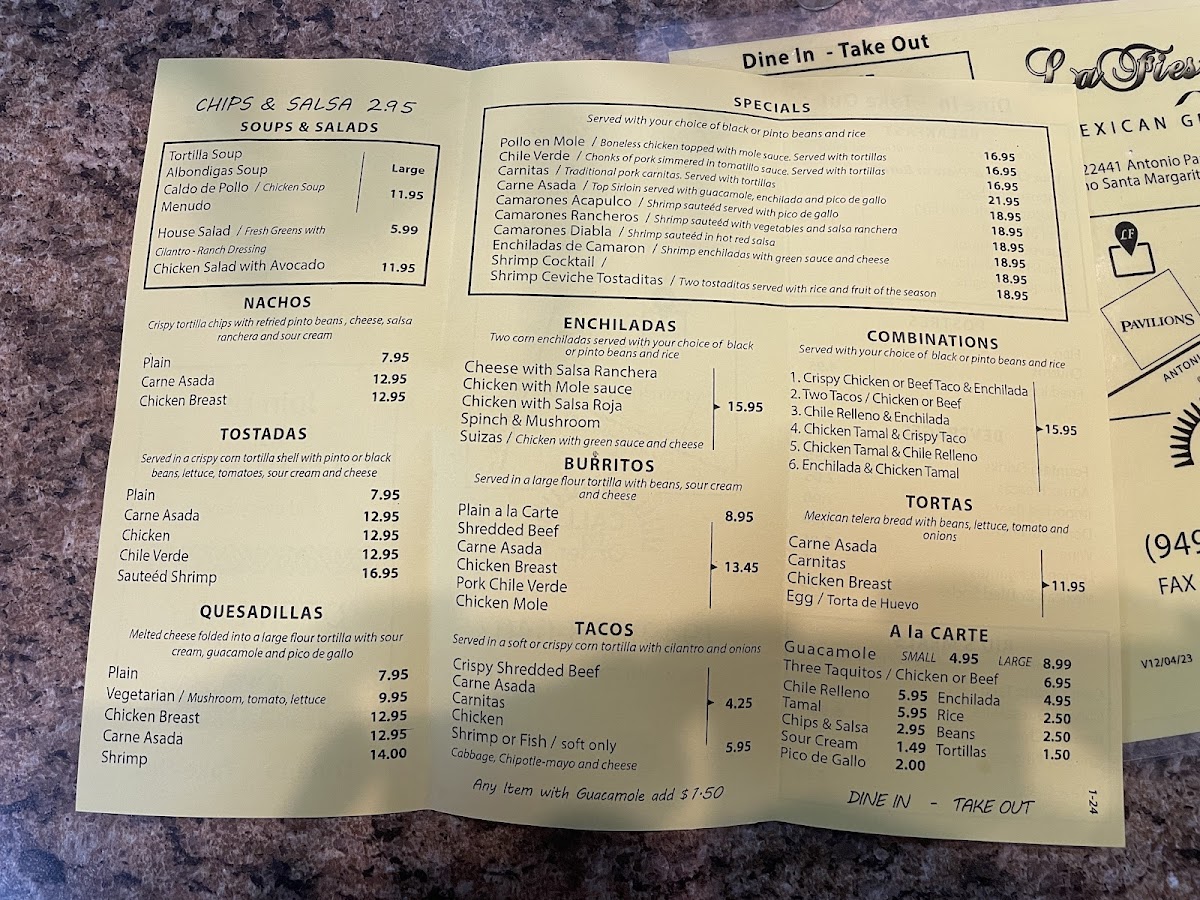 CHIPS & SALSA 2.95
SOUPS & SALADS
Tortilla Soup
Albondigas Soup
Large
Caldo de Pollo / Chicken Soup
11.95
Menudo
House Salad / Fresh Greens with
5.99
Cilantro - Ranch Dressing
Chicken Salad with Avocado 11.95
NACHOS
Crispy tortilla chips with refried pinto beans , cheese, salsa
ranchera and sour cream
Plain 7.95
Carne Asada 12.95
Chicken Breast 12.95
TOSTADAS
Served in a crispy corn tortilla shell with pinto or black
beans, lettuce, tomatoes, sour cream and cheese
Plain 7.95
Carne Asada 12.95
Chicken 12.95
Chile Verde 12.95
Sauteéd Shrimp 16.95
QUESADILLAS
Melted cheese folded into a large flour tortilla with sour
cream, guacamole and pico de gallo
Plain 7.95
Vegetarian / Mushroom, tomato, lettuce 9.95
Chicken Breast 12.95
Carne Asada 12.95
Shrimp 14.00
SPECIALS
Served with your choice of black or pinto beans and rice
Pollo en Mole / Boneless chicken topped with mole sauce. Served with tortillas 16.95
Chile Verde / Chonks of pork simmered in tomatillo sauce. Served with tortillas 16.95
Carnitas / Traditional pork carnitas. Served with tortillas 16.95
Carne Asada / Top Sirloin served with guacamole, enchilada and pico de gallo 21.95
Camarones Acapulco / Shrimp sauteéd served with pico de gallo 18.95
Camarones Rancheros / Shrimp sauteéd with vegetables and salsa ranchera 18.95
Camarones Diabla / Shrimp sauteéd in hot red salsa 18.95
Enchiladas de Camaron / Shrimp enchiladas with green sauce and cheese 18.95
Shrimp Cocktail / 18.95
Shrimp Ceviche Tostaditas / Two tostaditas served with rice and fruit of the season 18.95
ENCHILADAS
Two corn enchiladas served with your choice of black
or pinto beans and rice
Cheese with Salsa Ranchera
Chicken with Mole sauce
Chicken with Salsa Roja 15.95
Spinch & Mushroom
Suizas / Chicken with green sauce and cheese
BURRITOS
Served in a large flour tortilla with beans, sour cream
and cheese
Plain a la Carte 8.95
Shredded Beef
Carne Asada
Chicken Breast 13.45
Pork Chile Verde
Chicken Mole
TACOS
Served in a soft or crispy corn tortilla with cilantro and onions
Crispy Shredded Beef
Carne Asada
Carnitas 4.25
Chicken
Shrimp or Fish / soft only 5.95
Cabbage, Chipotle-mayo and cheese
Any Item with Guacamole add $1.50
COMBINATIONS
Served with your choice of black or pinto beans and rice
1. Crispy Chicken or Beef Taco & Enchilada
2. Two Tacos / Chicken or Beef
3. Chile Relleno & Enchilada
15.95
4. Chicken Tamal & Crispy Taco
5. Chicken Tamal & Chile Relleno
6. Enchilada & Chicken Tamal
TORTAS
Mexican telera bread with beans, lettuce, tomato and
onions
Carne Asada
Carnitas
Chicken Breast 11.95
Egg / Torta de Huevo
A la CARTE
Guacamole SMALL 4.95 LARGE 8.99
Three Taquitos / Chicken or Beef 6.95
Chile Relleno 5.95 Enchilada 4.95
Tamal 5.95 Rice 2.50
Chips & Salsa 2.95 Beans 2.50
Sour Cream 1.49 Tortillas 1.50
Pico de Gallo 2.00
DINE IN - TAKE OUT
1-24
Dine In - Take Out
La Fies
EXICAN G
22441 Antonio Pa
no Santa Margarit
LF
PAVILIONS
ANTONI
(949
FAX
V12/04/23